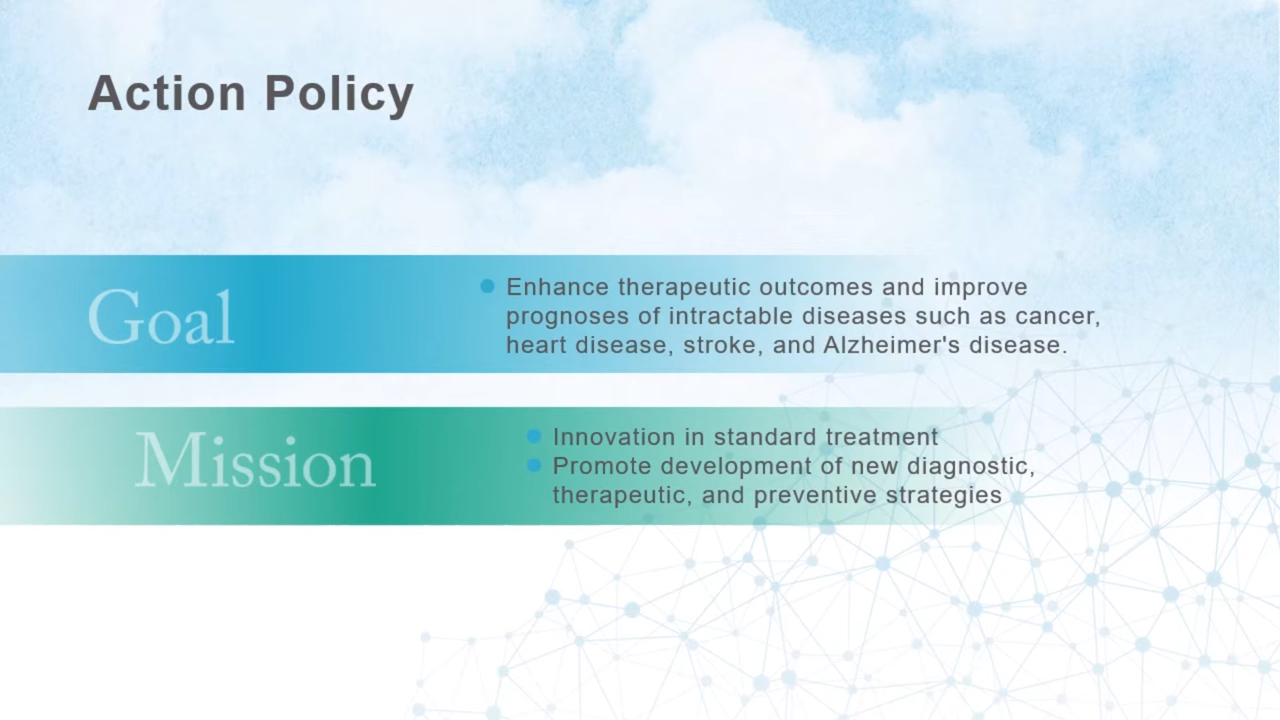 Action Policy
Goal
Enhance therapeutic outcomes and improve
prognoses of intractable diseases such as cancer,
heart disease, stroke, and Alzheimer's disease.
Mission
Innovation in standard treatment
Promote development of new diagnostic,
therapeutic, and preventive strategies